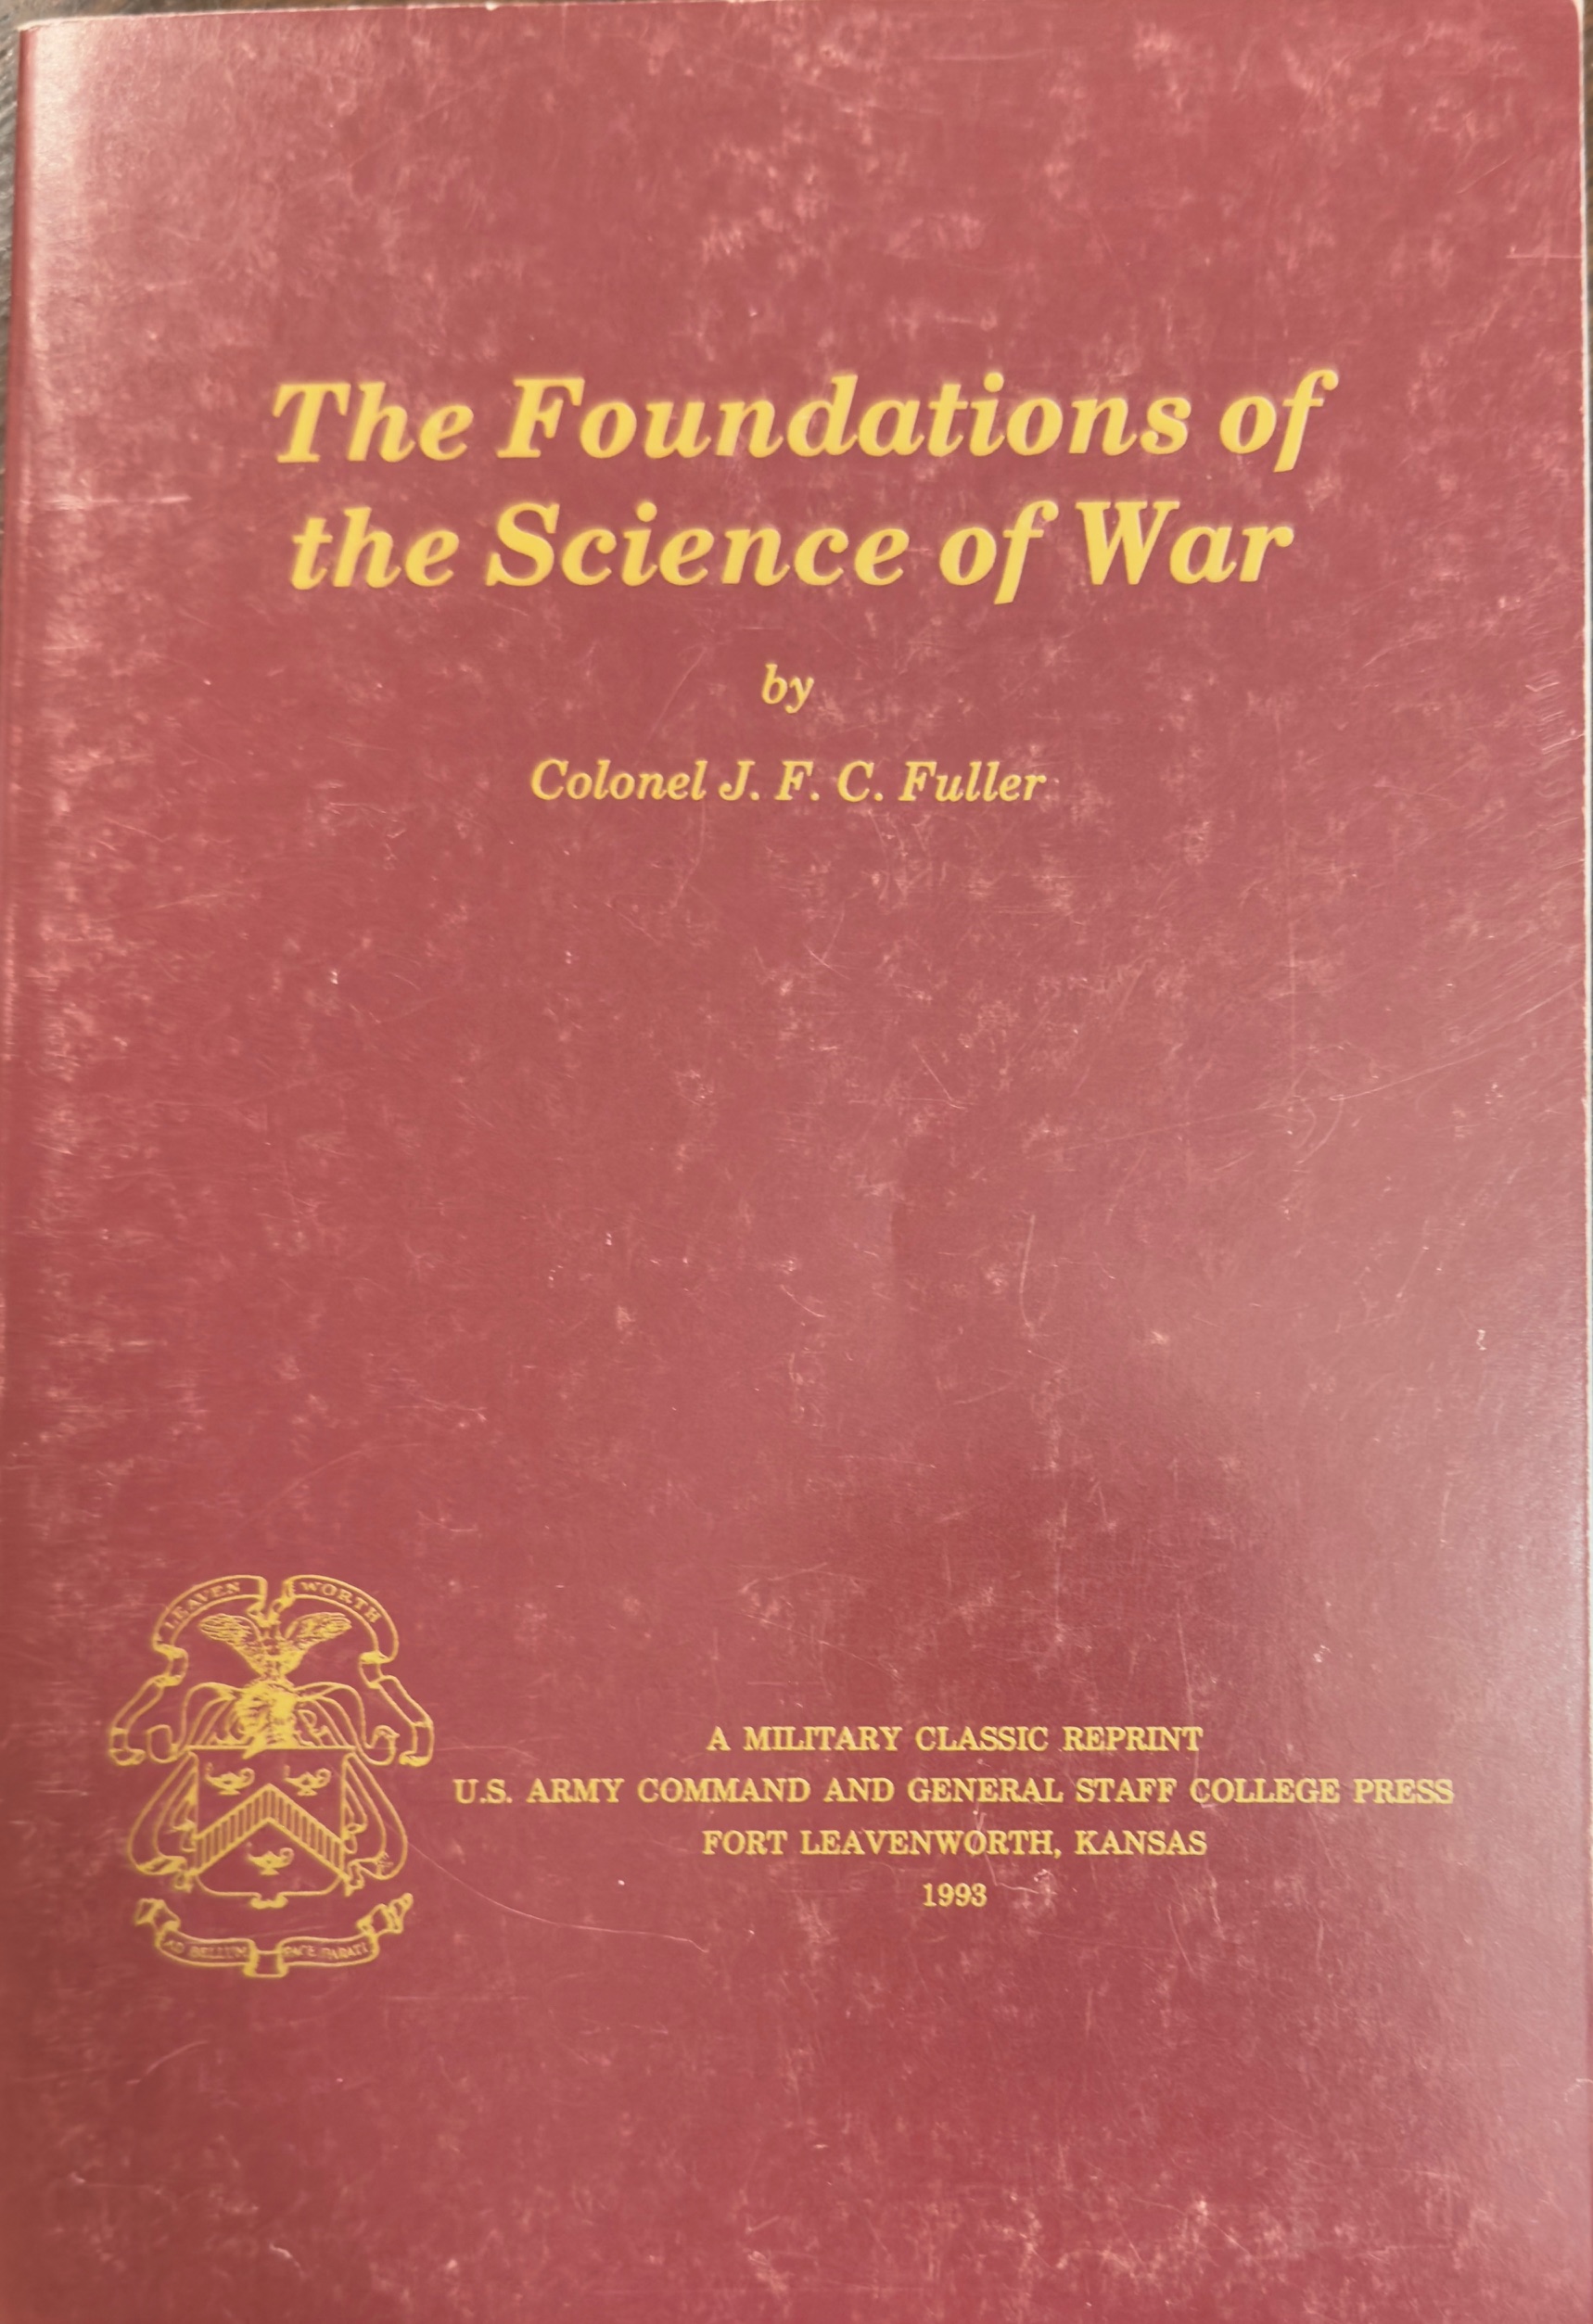 The Foundations of
the Science of War
by
Colonel J. F. C. Fuller
LEAVEN WORTH
AD BELLUM PACE PARATI
A MILITARY CLASSIC REPRINT
U.S. ARMY COMMAND AND GENERAL STAFF COLLEGE PRESS
FORT LEAVENWORTH, KANSAS
1993